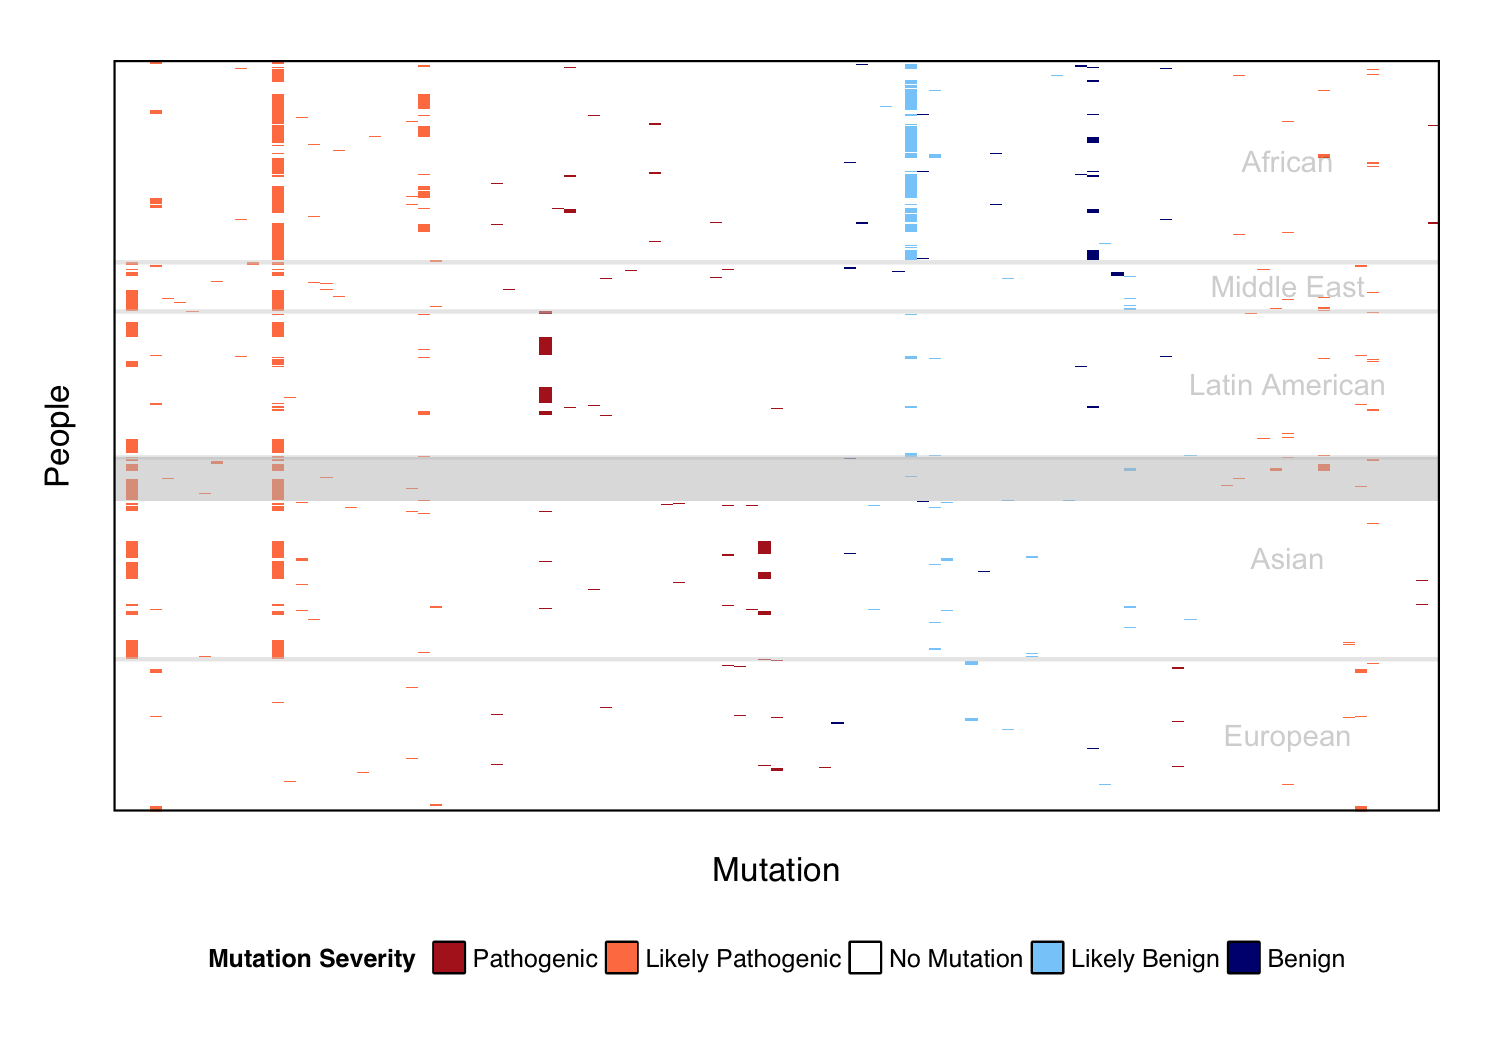 African
Middle East
Latin American
Asian
European
People
Mutation
Mutation Severity Pathogenic Likely Pathogenic No Mutation Likely Benign Benign